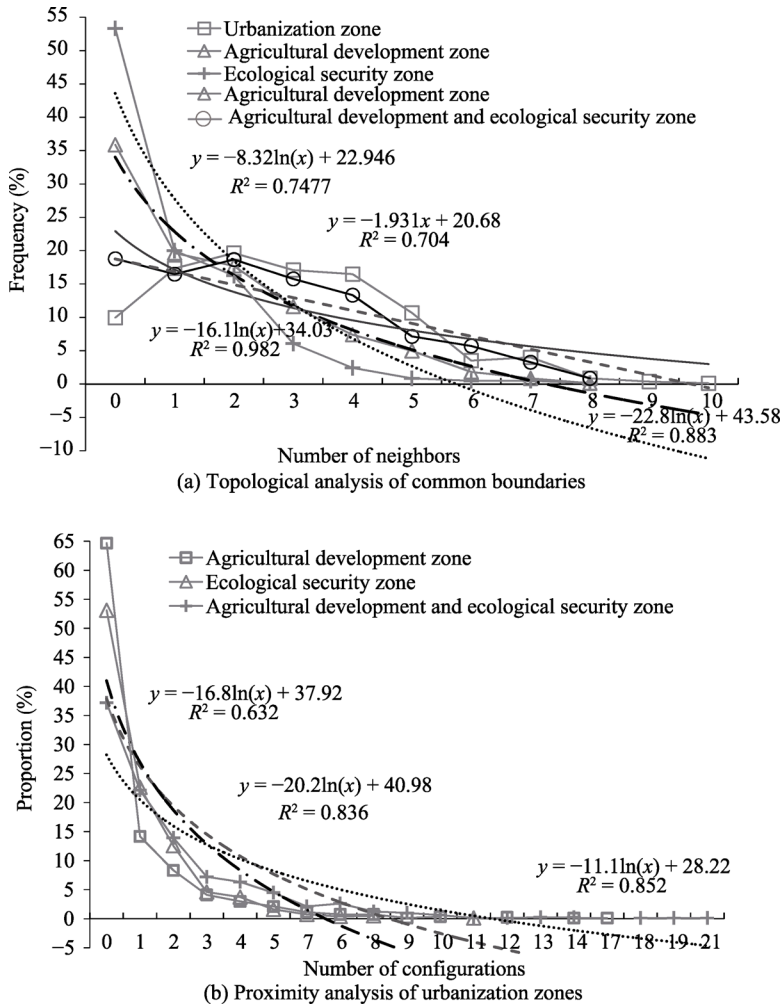 55
50
45
40
35
30
25
20
15
10
5
0
−5
−10
Frequency (%)
Urbanization zone
Agricultural development zone
Ecological security zone
Agricultural development zone
Agricultural development and ecological security zone
y = −8.32ln(x) + 22.946
R² = 0.7477
y = −1.931x + 20.68
R² = 0.704
y = −16.1ln(x)+34.03
R² = 0.982
y = −22.8ln(x) + 43.58
R² = 0.883
0 1 2 3 4 5 6 7 8 9 10
Number of neighbors
(a) Topological analysis of common boundaries
65
60
55
50
45
40
35
30
25
20
15
10
5
0
−5
Proportion (%)
Agricultural development zone
Ecological security zone
Agricultural development and ecological security zone
y = −16.8ln(x) + 37.92
R² = 0.632
y = −20.2ln(x) + 40.98
R² = 0.836
y = −11.1ln(x) + 28.22
R² = 0.852
0 1 2 3 4 5 7 6 8 9 10 11 12 13 14 17 18 19 21
Number of configurations
(b) Proximity analysis of urbanization zones